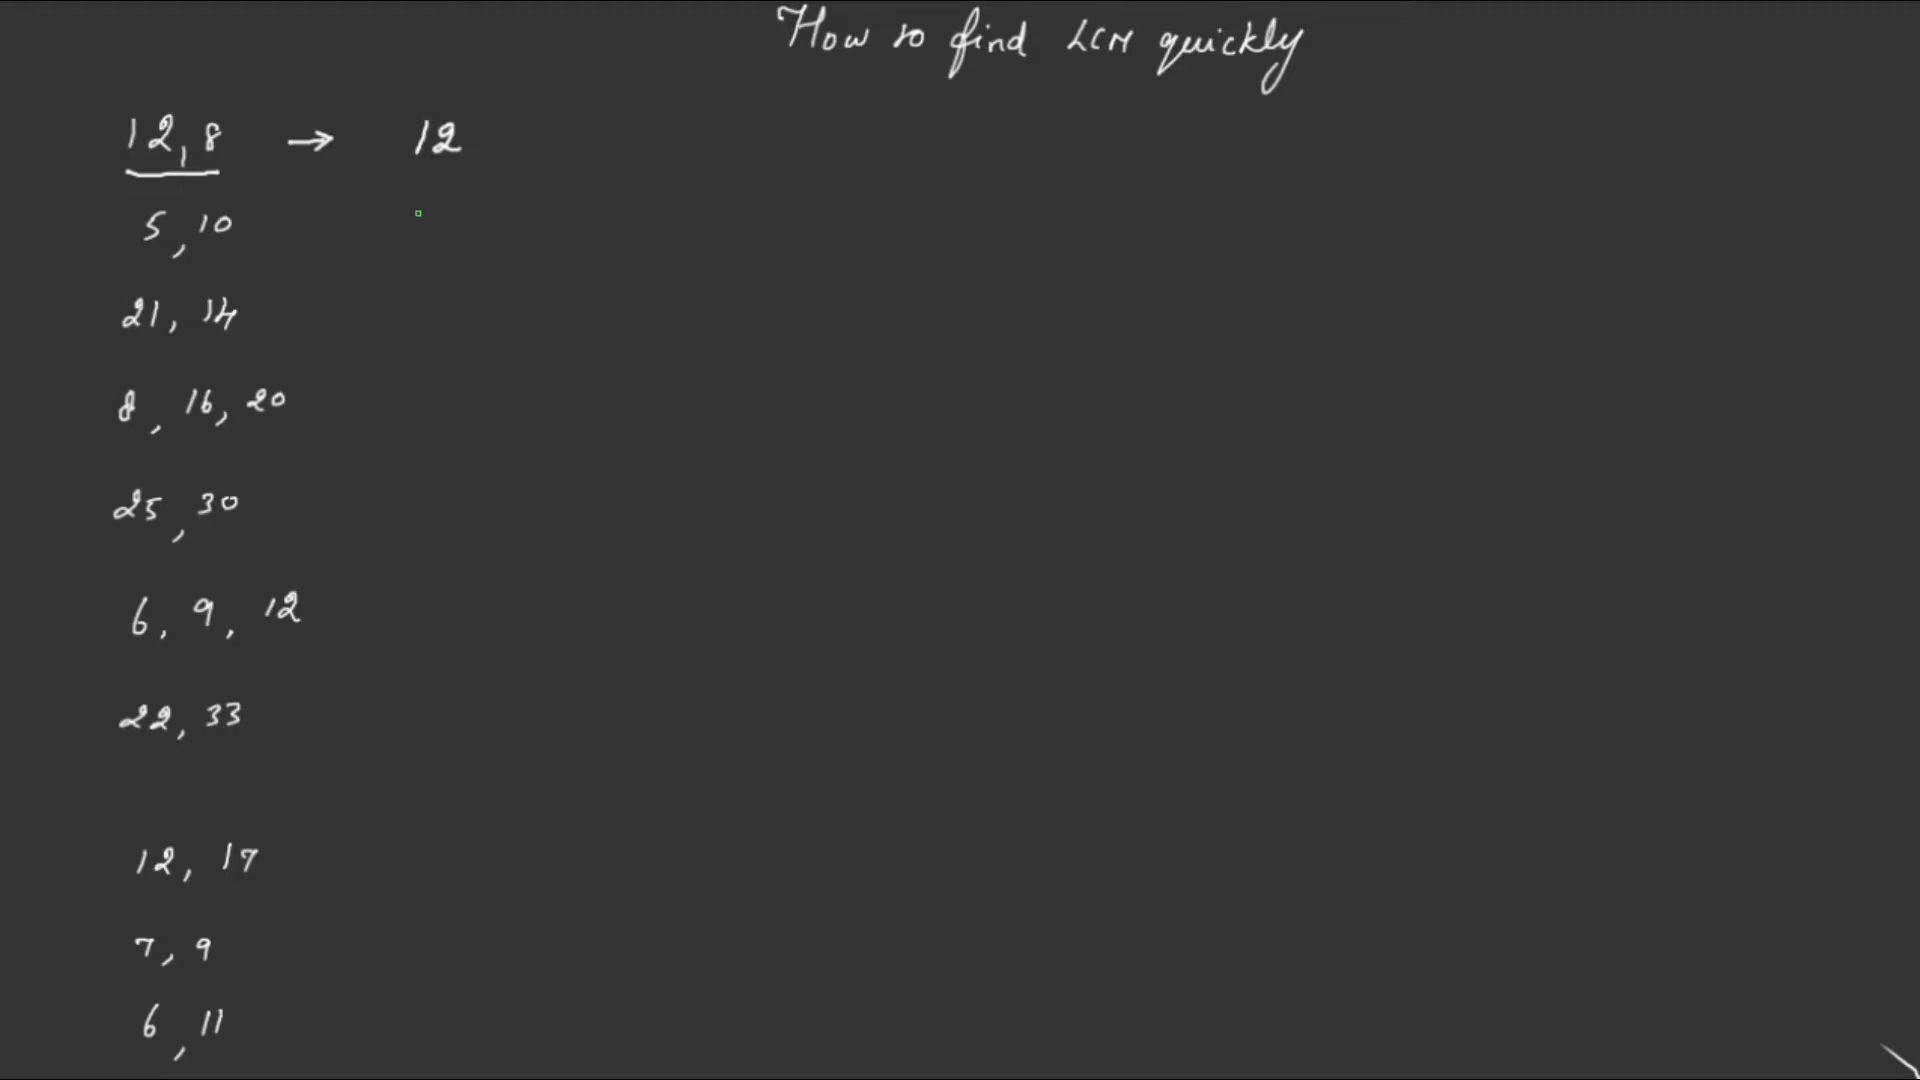 How to find LCM quickly
12, 8 → 12
5, 10
21, 14
8, 16, 20
25, 30
6, 9, 12
22, 33
12, 17
7, 9
6, 11